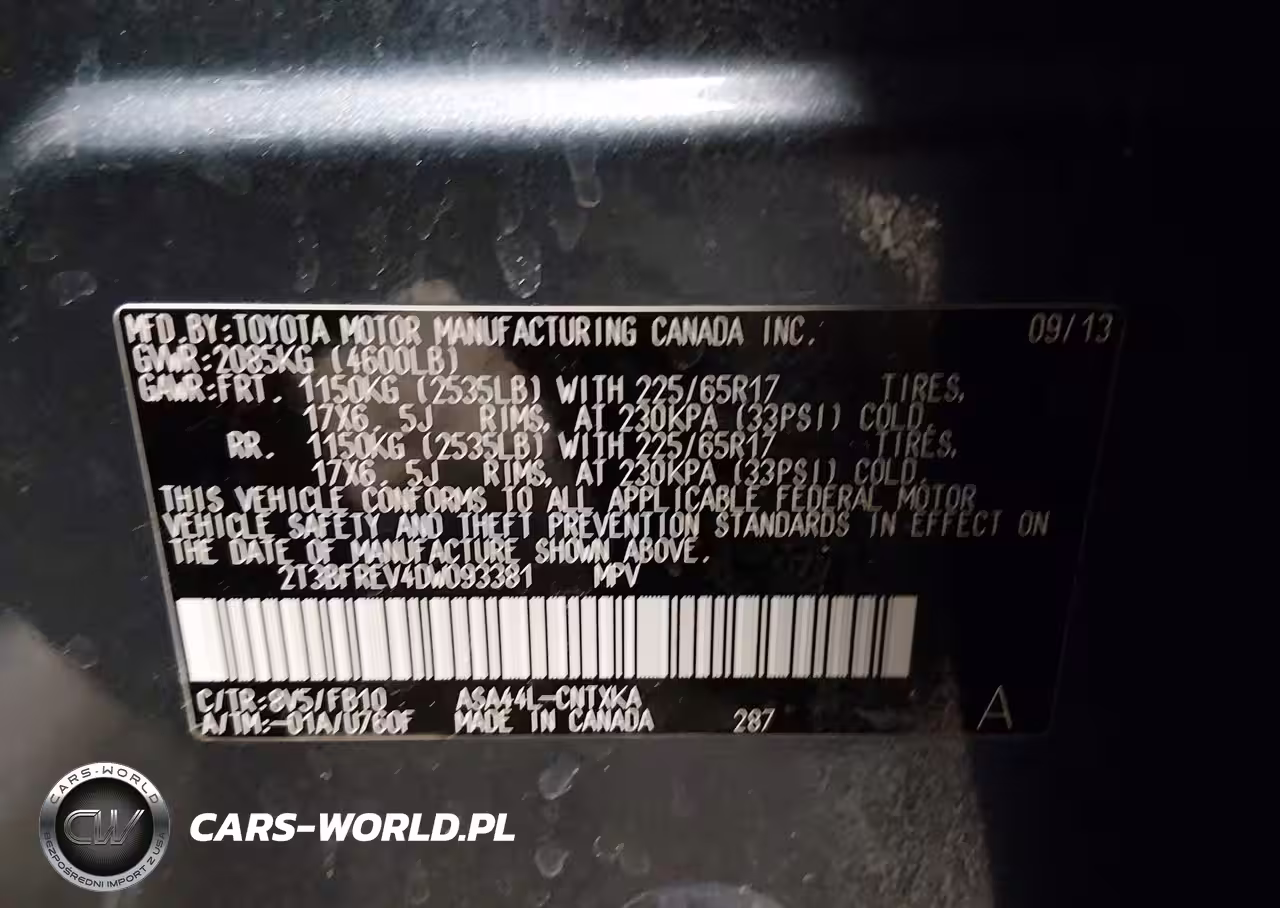 MFD.BY:TOYOTA MOTOR MANUFACTURING CANADA INC. 09/13
GVWR:2085KG (4600LB)
GAWR:FRT. 1150KG (2535LB) WITH 225/65R17 TIRES,
17X6.5J RIMS, AT 230KPA (33PSI) COLD.
RR. 1150KG (2535LB) WITH 225/65R17 TIRES,
17X6.5J RIMS, AT 230KPA (33PSI) COLD.
THIS VEHICLE CONFORMS TO ALL APPLICABLE FEDERAL MOTOR
VEHICLE SAFETY AND THEFT PREVENTION STANDARDS IN EFFECT ON
THE DATE OF MANUFACTURE SHOWN ABOVE.
2T3BFREV4DW093381 MPV
C/TR:8V5/FB10 ASA44L-CNTXKA
A/TM:-01A/U760F MADE IN CANADA 287 A
CARS-WORLD
CW
BEZPOŚREDNI IMPORT Z USA
CARS-WORLD.PL